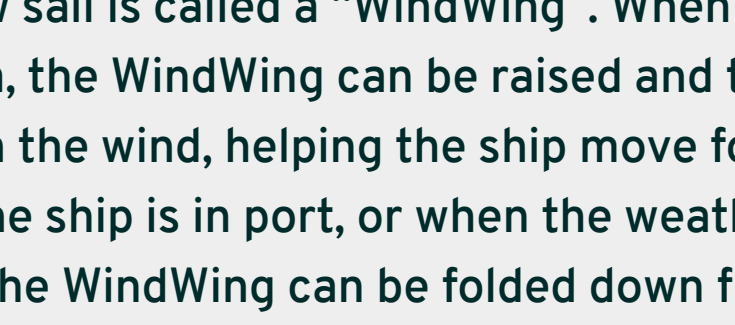 sail is called a "WindWing". When
, the WindWing can be raised and
the wind, helping the ship move
ship is in port, or when the
WindWing can be folded down